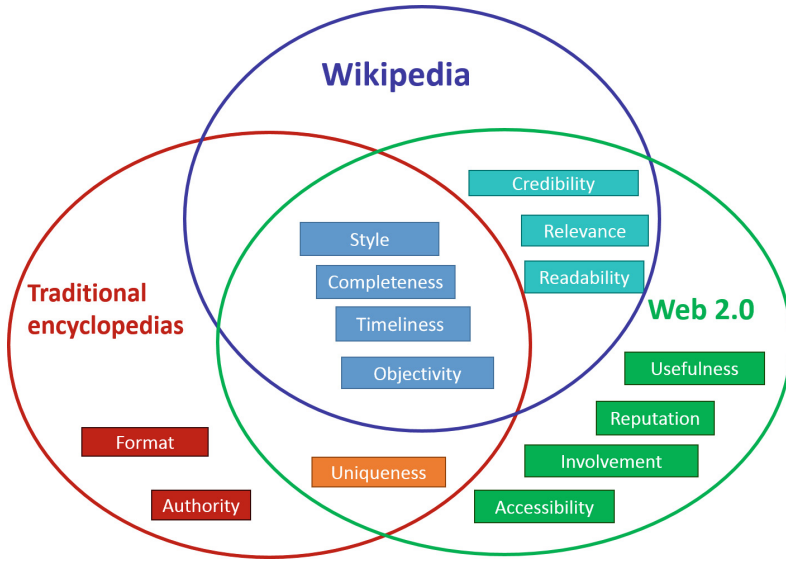 Wikipedia
Credibility
Style
Relevance
Completeness
Readability
Traditional
encyclopedias
Web 2.0
Timeliness
Objectivity
Usefulness
Reputation
Format
Involvement
Uniqueness
Authority
Accessibility